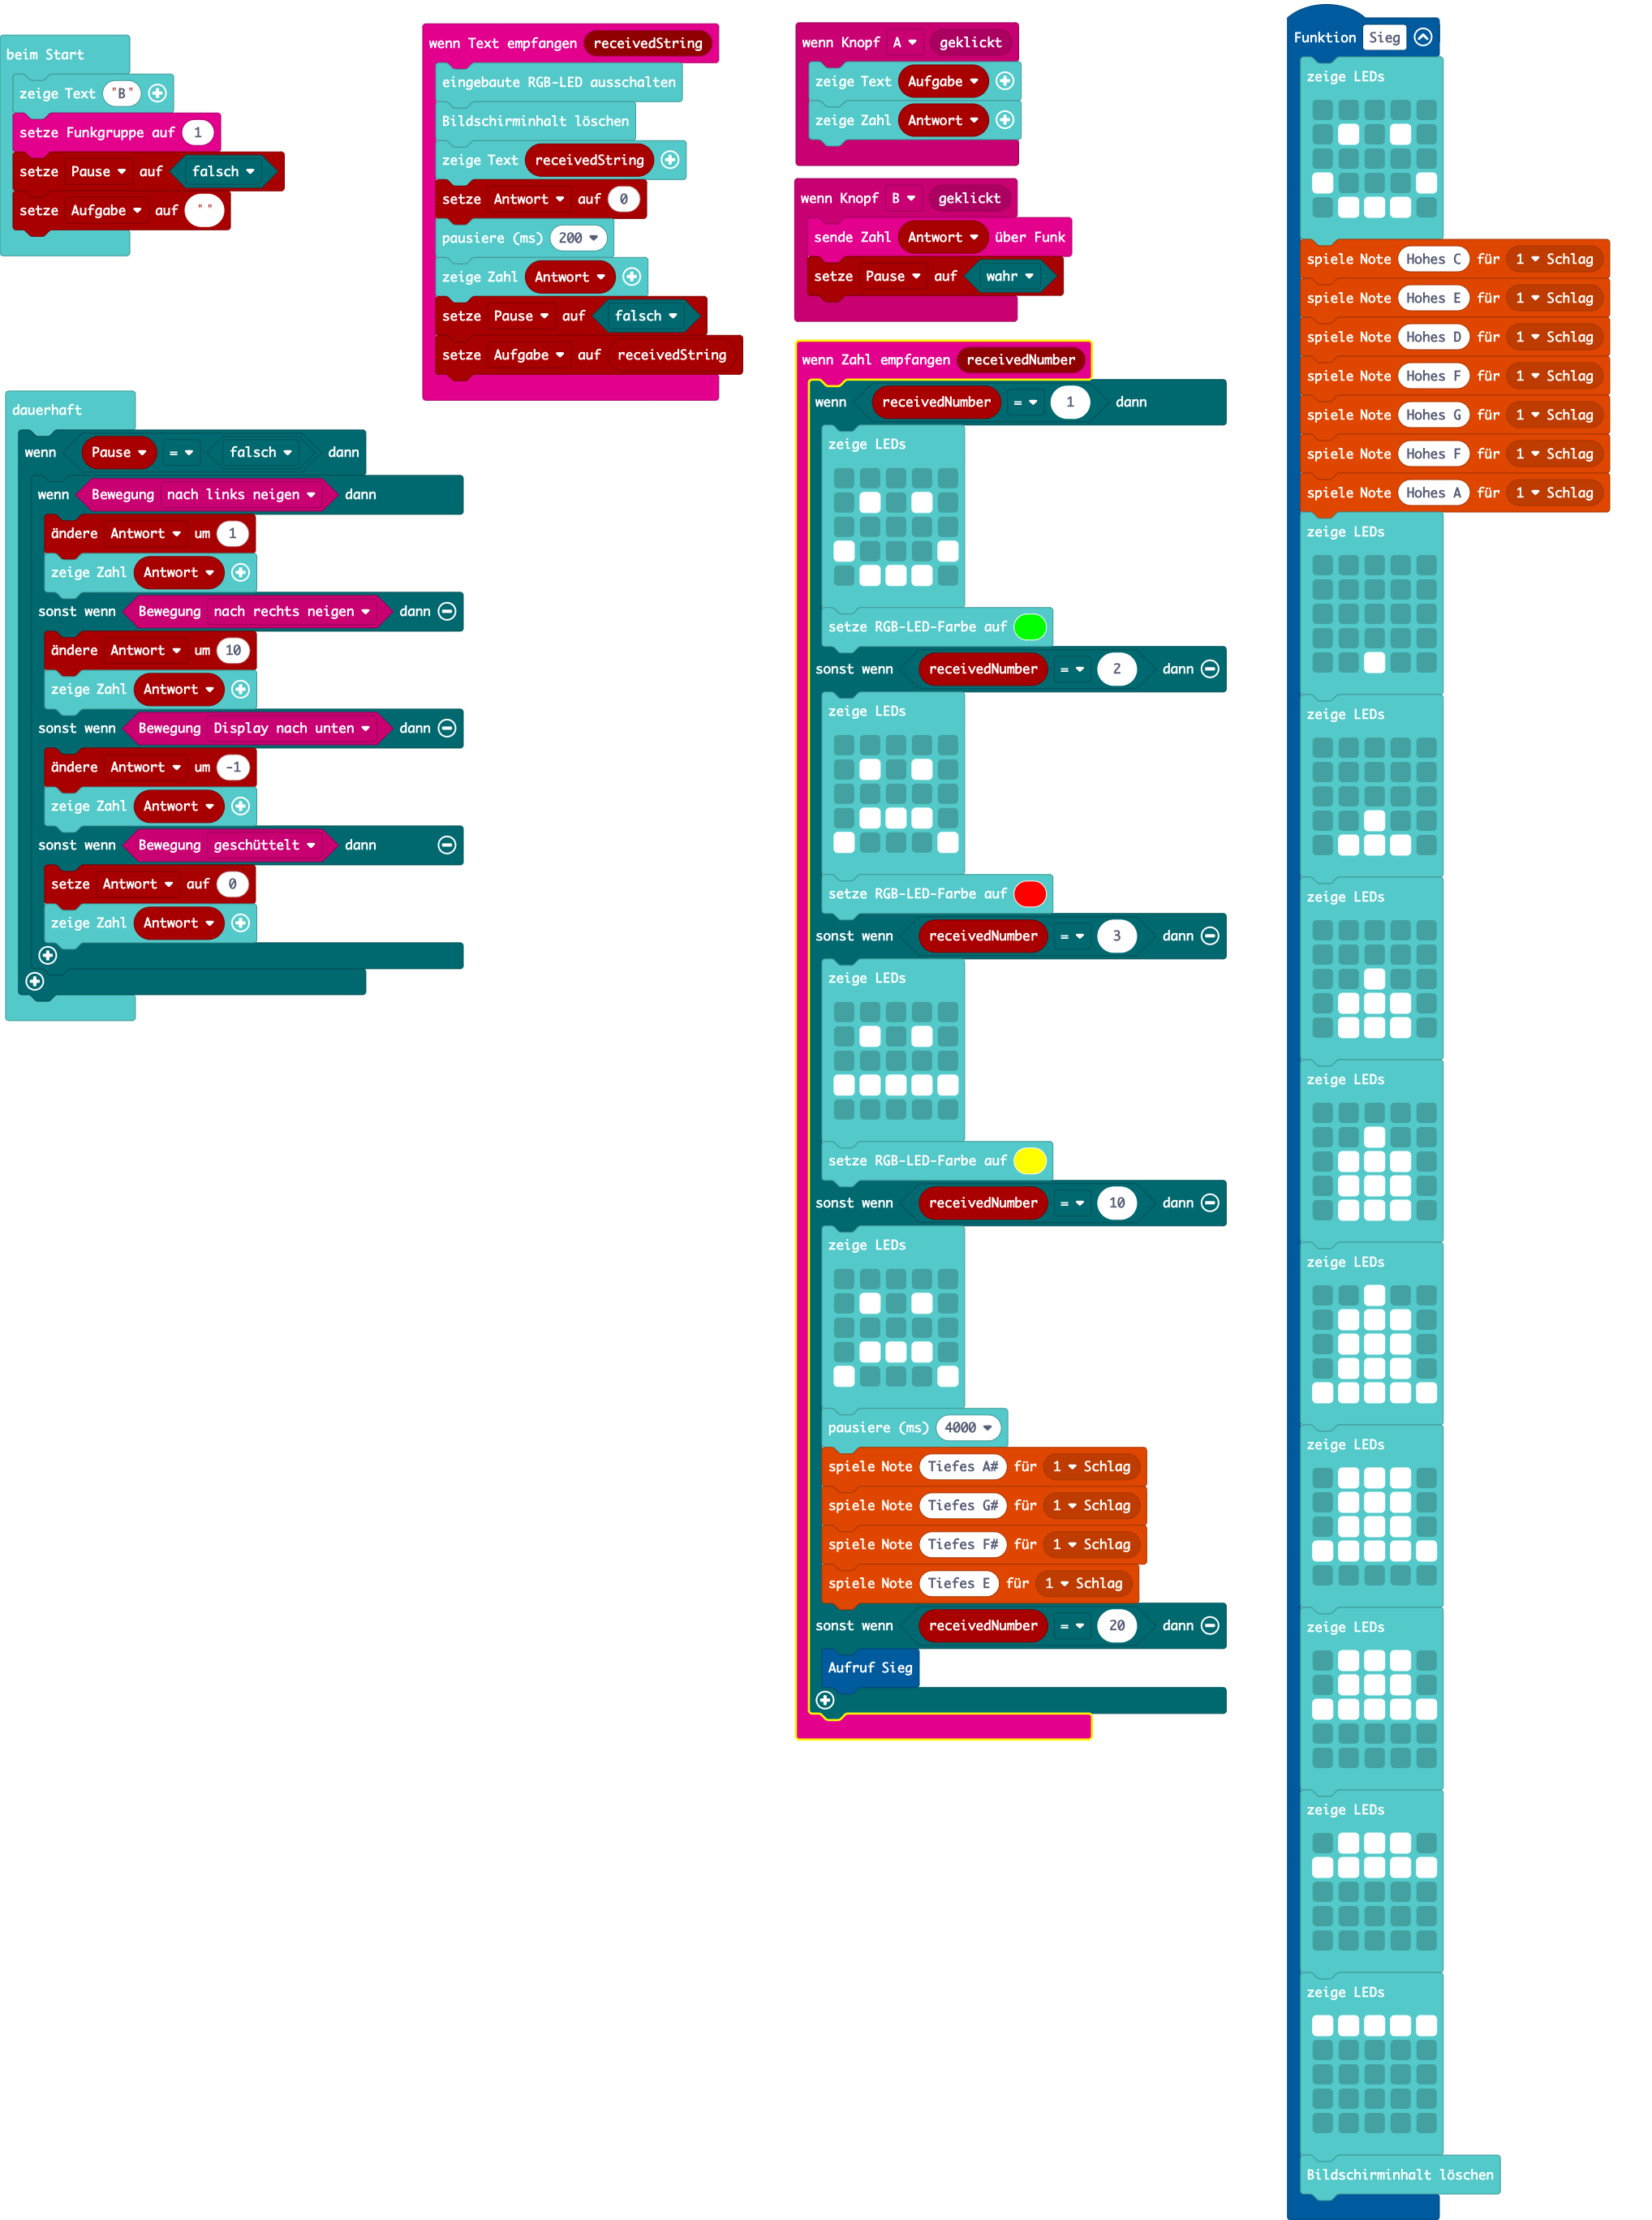 beim Start
zeige Text "B"
setze Funkgruppe auf 1
setze Pause auf falsch
setze Aufgabe auf " "
dauerhaft
wenn Pause = falsch dann
wenn Bewegung nach links neigen dann
ändere Antwort um 1
zeige Zahl Antwort
sonst wenn Bewegung nach rechts neigen dann
ändere Antwort um 10
zeige Zahl Antwort
sonst wenn Bewegung Display nach unten dann
ändere Antwort um -1
zeige Zahl Antwort
sonst wenn Bewegung geschüttelt dann
setze Antwort auf 0
zeige Zahl Antwort
wenn Text empfangen receivedString
eingebaute RGB-LED ausschalten
Bildschirminhalt löschen
zeige Text receivedString
setze Antwort auf 0
pausiere (ms) 200
zeige Zahl Antwort
setze Pause auf falsch
setze Aufgabe auf receivedString
wenn Knopf A geklickt
zeige Text Aufgabe
zeige Zahl Antwort
wenn Knopf B geklickt
sende Zahl Antwort über Funk
setze Pause auf wahr
wenn Zahl empfangen receivedNumber
wenn receivedNumber = 1 dann
zeige LEDs
setze RGB-LED-Farbe auf
sonst wenn receivedNumber = 2 dann
zeige LEDs
setze RGB-LED-Farbe auf
sonst wenn receivedNumber = 3 dann
zeige LEDs
setze RGB-LED-Farbe auf
sonst wenn receivedNumber = 10 dann
zeige LEDs
pausiere (ms) 4000
spiele Note Tiefes A# für 1 Schlag
spiele Note Tiefes G# für 1 Schlag
spiele Note Tiefes F# für 1 Schlag
spiele Note Tiefes E für 1 Schlag
sonst wenn receivedNumber = 20 dann
Aufruf Sieg
Funktion Sieg
zeige LEDs
spiele Note Hohes C für 1 Schlag
spiele Note Hohes E für 1 Schlag
spiele Note Hohes D für 1 Schlag
spiele Note Hohes F für 1 Schlag
spiele Note Hohes G für 1 Schlag
spiele Note Hohes F für 1 Schlag
spiele Note Hohes A für 1 Schlag
zeige LEDs
zeige LEDs
zeige LEDs
zeige LEDs
zeige LEDs
zeige LEDs
zeige LEDs
zeige LEDs
zeige LEDs
Bildschirminhalt löschen